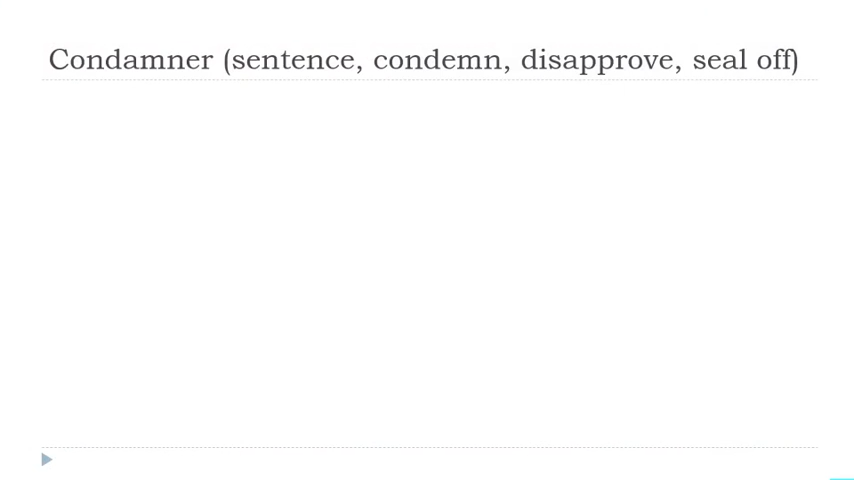 Condamner (sentence, condemn, disapprove, seal off)